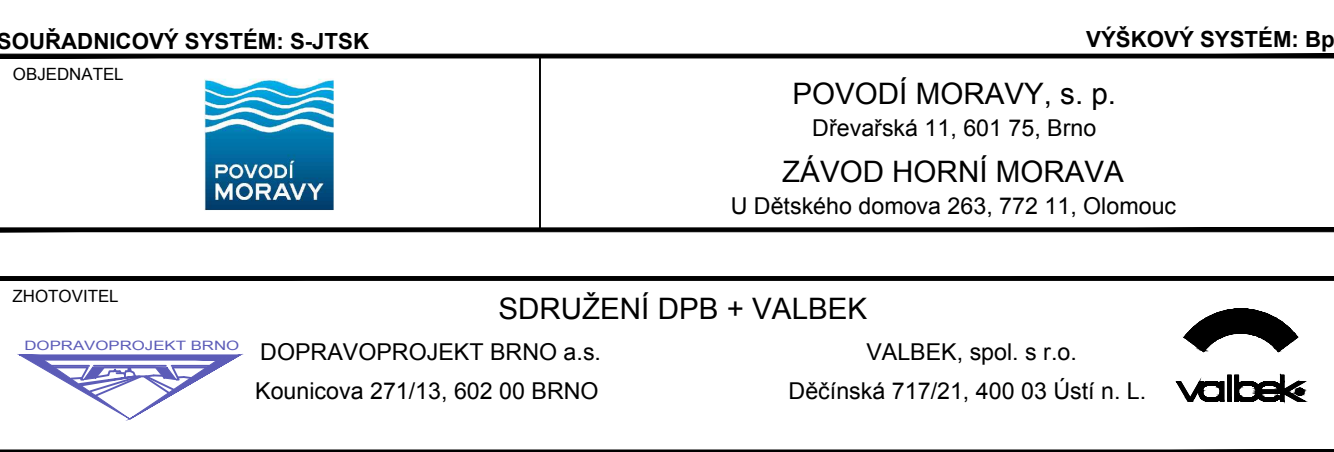 SOUŘADNICOVÝ SYSTÉM: S-JTSK
VÝŠKOVÝ SYSTÉM: Bp
OBJEDNATEL
POVODÍ
MORAVY
POVODÍ MORAVY, s. p.
Dřevařská 11, 601 75, Brno
ZÁVOD HORNÍ MORAVA
U Dětského domova 263, 772 11, Olomouc
ZHOTOVITEL
SDRUŽENÍ DPB + VALBEK
DOPRAVOPROJEKT BRNO
DOPRAVOPROJEKT BRNO a.s.
Kounicova 271/13, 602 00 BRNO
VALBEK, spol. s r.o.
Děčínská 717/21, 400 03 Ústí n. L.
valbek